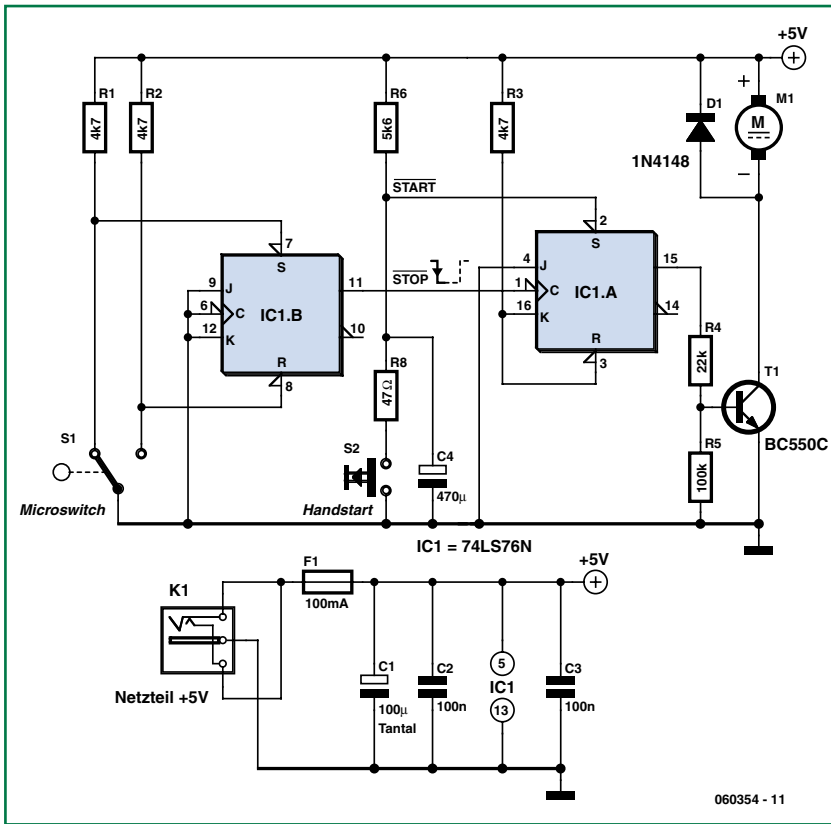 +5V
R1
4k7
R2
4k7
R6
5k6
R3
4k7
D1
1N4148
+
M
M1
–
START
STOP
7
S
9
J
6
C
12
K
IC1.B
11
10
R
8
2
S
4
J
1
C
16
K
IC1.A
15
14
R
3
R4
22k
T1
BC550C
R5
100k
R8
47Ω
S1
Microswitch
S2
Handstart
C4
470µ
IC1 = 74LS76N
K1
Netzteil +5V
F1
100mA
+5V
C1
100µ
Tantal
C2
100n
5
IC1
13
C3
100n
060354 - 11